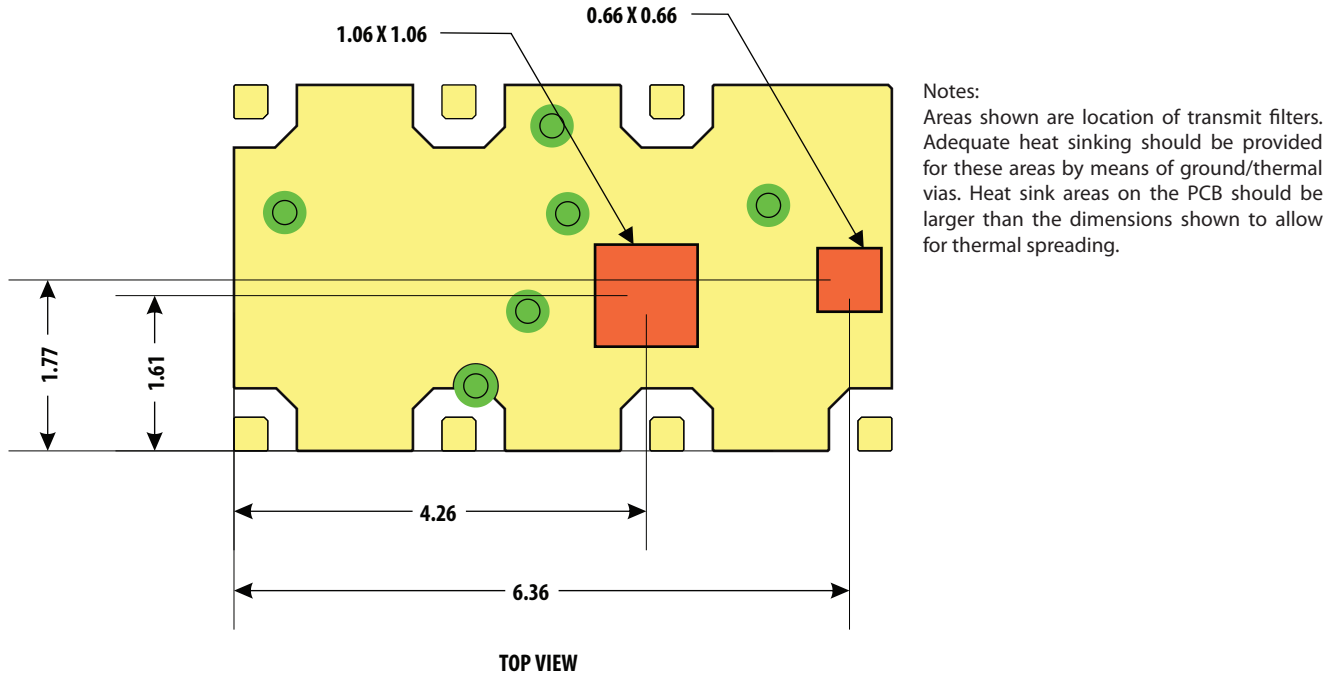 1.06 X 1.06
0.66 X 0.66
Notes:
Areas shown are location of transmit filters.
Adequate heat sinking should be provided
for these areas by means of ground/thermal
vias. Heat sink areas on the PCB should be
larger than the dimensions shown to allow
for thermal spreading.
1.77
1.61
4.26
6.36
TOP VIEW